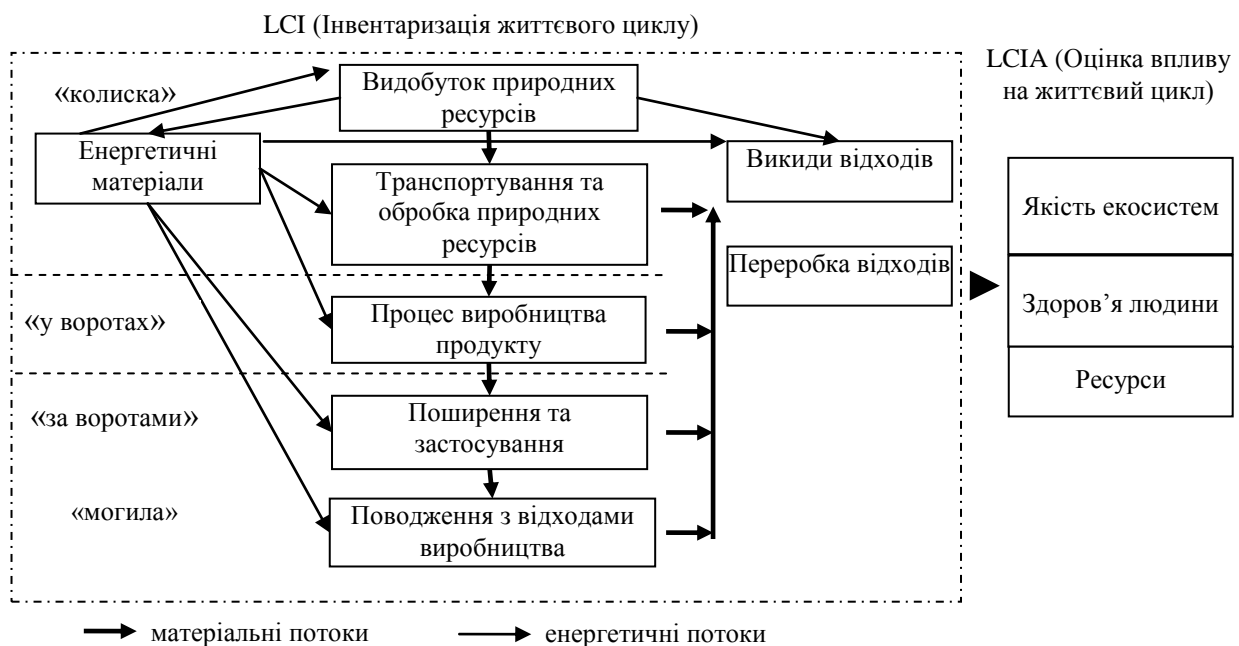 LCI (Інвентаризація життєвого циклу)
LCIA (Оцінка впливу
на життєвий цикл)
«колиска»
Видобуток природних
ресурсів
Енергетичні
матеріали
Викиди відходів
Транспортування та
обробка природних
ресурсів
Переробка відходів
«у воротах»
Процес виробництва
продукту
«за воротами»
Поширення та
застосування
«могила»
Поводження з відходами
виробництва
Якість екосистем
Здоров’я людини
Ресурси
матеріальні потоки
енергетичні потоки